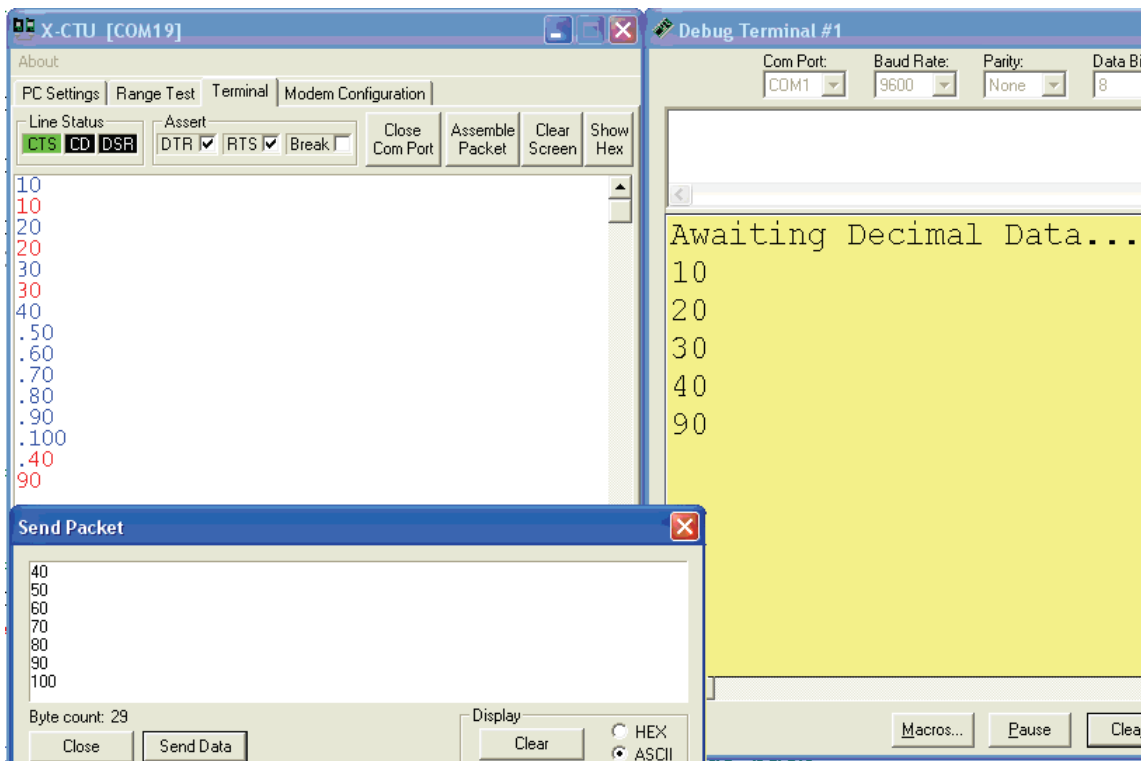 X-CTU [COM19]
About
PC Settings Range Test Terminal Modem Configuration
Line Status
CTS CD DSR
Assert
DTR RTS Break
Close Com Port
Assemble Packet
Clear Screen
Show Hex
10
10
20
20
30
30
40
.50
.60
.70
.80
.90
.100
.40
90
Send Packet
40
50
60
70
80
90
100
Byte count: 29
Close
Send Data
Display
Clear
HEX
ASCII
Debug Terminal #1
Com Port: Baud Rate: Parity: Data Bi
COM1 9600 None 8
Awaiting Decimal Data...
10
20
30
40
90
Macros... Pause Clea